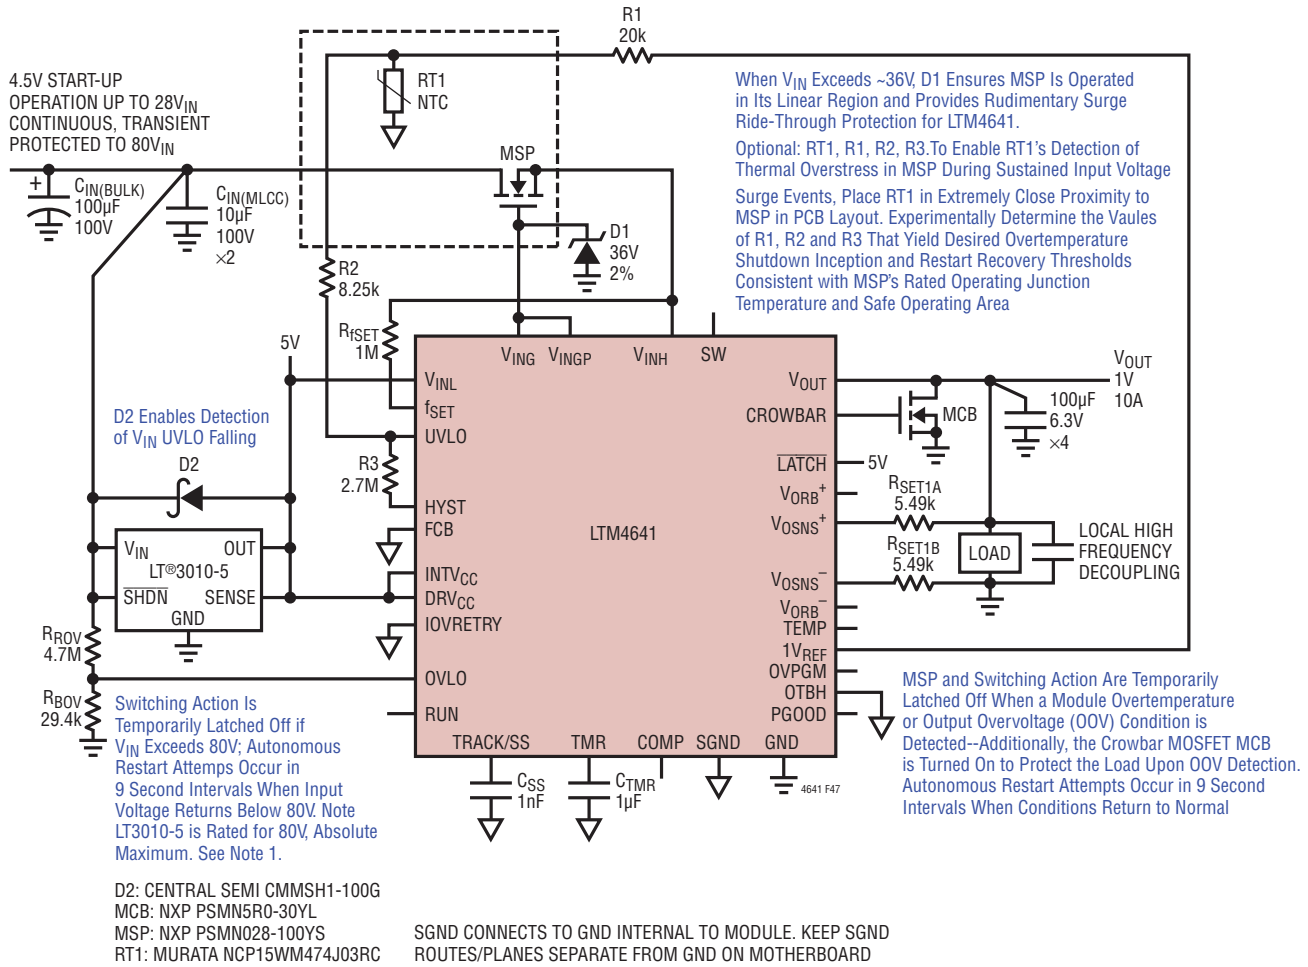 R1
20k
4.5V START-UP
OPERATION UP TO 28VIN
CONTINUOUS, TRANSIENT
PROTECTED TO 80VIN
RT1
NTC
When VIN Exceeds ~36V, D1 Ensures MSP Is Operated
in Its Linear Region and Provides Rudimentary Surge
Ride-Through Protection for LTM4641.
Optional: RT1, R1, R2, R3.To Enable RT1's Detection of
Thermal Overstress in MSP During Sustained Input Voltage
Surge Events, Place RT1 in Extremely Close Proximity to
MSP in PCB Layout. Experimentally Determine the Vaules
of R1, R2 and R3 That Yield Desired Overtemperature
Shutdown Inception and Restart Recovery Thresholds
Consistent with MSP's Rated Operating Junction
Temperature and Safe Operating Area
MSP
+
CIN(BULK)
100µF
100V
CIN(MLCC)
10µF
100V
×2
D1
36V
2%
R2
8.25k
RfSET
1M
5V
VING
VINGP
VINH
SW
VINL
fSET
UVLO
HYST
FCB
INTVCC
DRVCC
IOVRETRY
OVLO
RUN
TRACK/SS
TMR
COMP
SGND
GND
LTM4641
VOUT
CROWBAR
LATCH
VORB+
VOSNS+
VOSNS–
VORB–
TEMP
1VREF
OVPGM
OTBH
PGOOD
VOUT
1V
10A
MCB
100µF
6.3V
×4
5V
RSET1A
5.49k
RSET1B
5.49k
LOAD
LOCAL HIGH
FREQUENCY
DECOUPLING
D2 Enables Detection
of VIN UVLO Falling
D2
R3
2.7M
VIN
OUT
LT®3010-5
SHDN
SENSE
GND
RROV
4.7M
RBOV
29.4k
Switching Action Is
Temporarily Latched Off if
VIN Exceeds 80V; Autonomous
Restart Attemps Occur in
9 Second Intervals When Input
Voltage Returns Below 80V. Note
LT3010-5 is Rated for 80V, Absolute
Maximum. See Note 1.
MSP and Switching Action Are Temporarily
Latched Off When a Module Overtemperature
or Output Overvoltage (OOV) Condition is
Detected--Additionally, the Crowbar MOSFET MCB
is Turned On to Protect the Load Upon OOV Detection.
Autonomous Restart Attempts Occur in 9 Second
Intervals When Conditions Return to Normal
CSS
1nF
CTMR
1µF
4641 F47
D2: CENTRAL SEMI CMMSH1-100G
MCB: NXP PSMN5R0-30YL
MSP: NXP PSMN028-100YS
RT1: MURATA NCP15WM474J03RC
SGND CONNECTS TO GND INTERNAL TO MODULE. KEEP SGND
ROUTES/PLANES SEPARATE FROM GND ON MOTHERBOARD